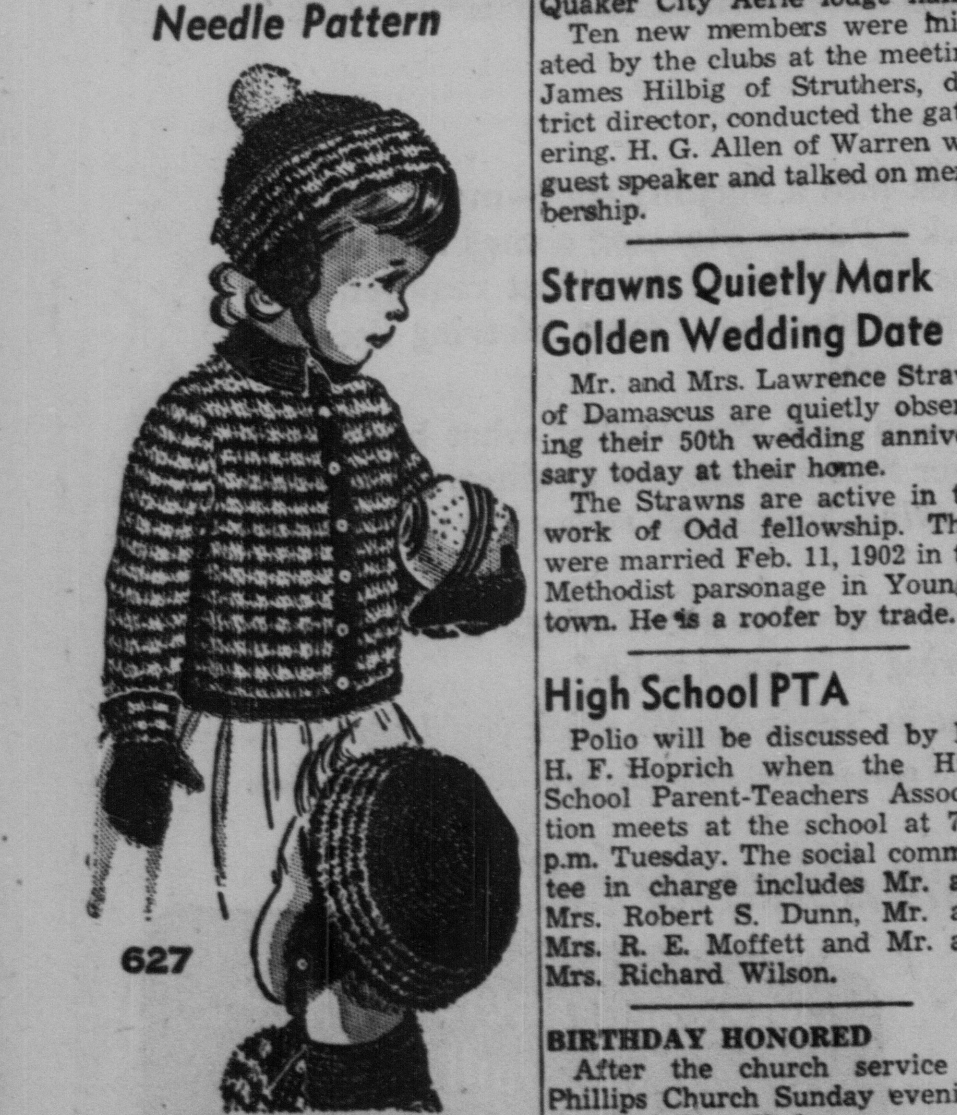 Needle Pattern
627
Quaker City Aerie lodge
Ten new members were
ated by the clubs at the
James Hilbig of Struthers,
trict director, conducted the
ering. H. G. Allen of Warren
guest speaker and talked on
bership.
Strawns Quietly Mark
Golden Wedding Date
Mr. and Mrs. Lawrence
of Damascus are quietly
ing their 50th wedding
sary today at their home.
The Strawns are active in
work of Odd fellowship.
were married Feb. 11, 1902 in
Methodist parsonage in
town. He is a roofer by trade.
High School PTA
Polio will be discussed by
H. F. Hoprich when the
School Parent-Teachers
tion meets at the school at
p.m. Tuesday. The social
tee in charge includes Mr.
Mrs. Robert S. Dunn, Mr.
Mrs. R. E. Moffett and Mr.
Mrs. Richard Wilson.
BIRTHDAY HONORED
After the church service
Phillips Church Sunday